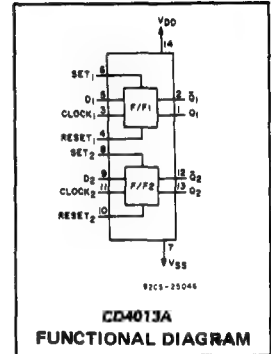 VDD
14
SET1 6
D1 5
F/F1
2 Q̄1
CLOCK1 3
1 Q1
RESET1 4
SET2 8
D2 9
F/F2
12 Q̄2
CLOCK2 11
13 Q2
RESET2 10
7
VSS
92CS-25046
CD4013A
FUNCTIONAL DIAGRAM